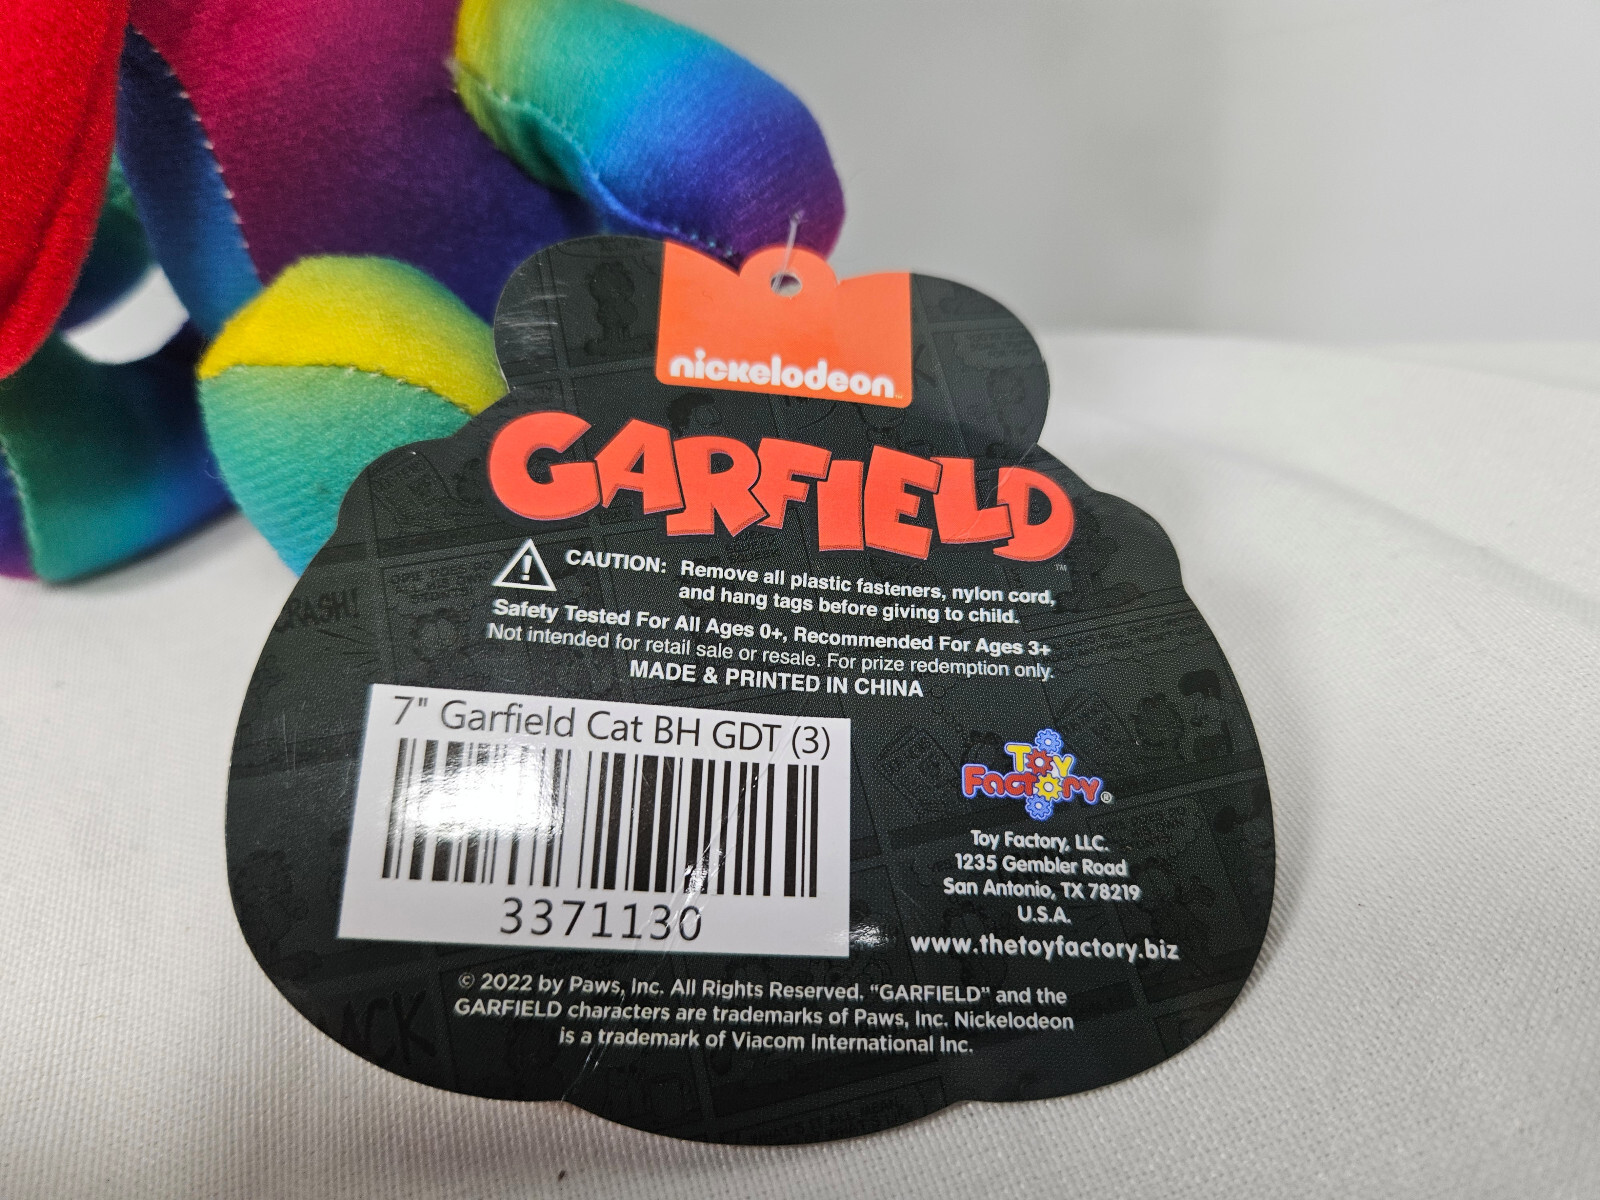 nickelodeon
GARFIELD™
CAUTION: Remove all plastic fasteners, nylon cord,
and hang tags before giving to child.
Safety Tested For All Ages 0+, Recommended For Ages 3+
Not intended for retail sale or resale. For prize redemption only.
MADE & PRINTED IN CHINA
7" Garfield Cat BH GDT (3)
3371130
Toy Factory®
Toy Factory, LLC.
1235 Gembler Road
San Antonio, TX 78219
U.S.A.
www.thetoyfactory.biz
© 2022 by Paws, Inc. All Rights Reserved. “GARFIELD” and the
GARFIELD characters are trademarks of Paws, Inc. Nickelodeon
is a trademark of Viacom International Inc.
CRASH!